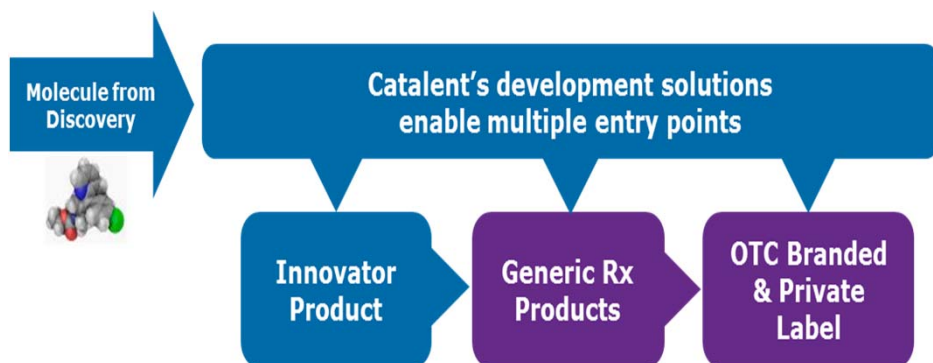 Molecule from
Discovery
Catalent’s development solutions
enable multiple entry points
Innovator
Product
Generic Rx
Products
OTC Branded
& Private
Label